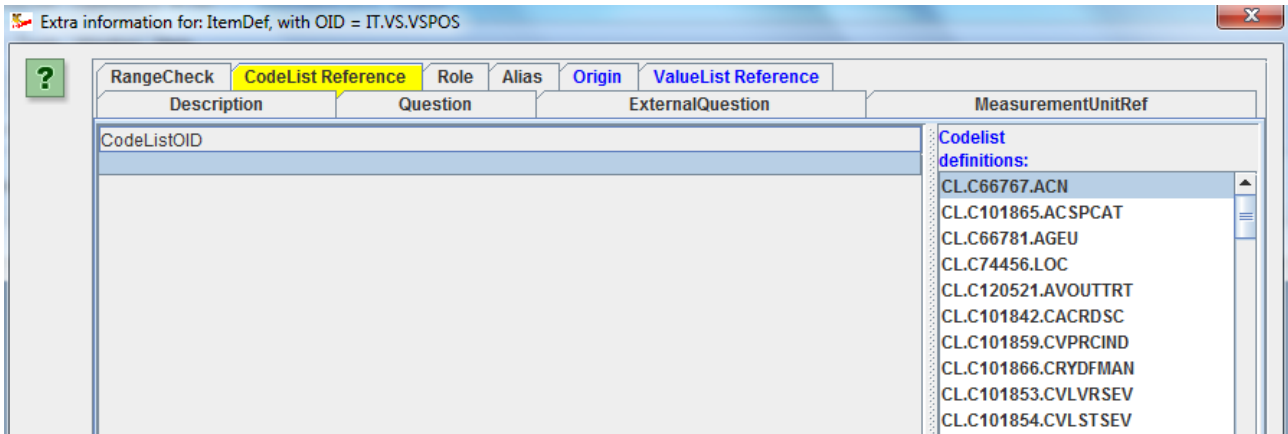 Extra information for: ItemDef, with OID = IT.VS.VSPOS
x
?
RangeCheck CodeList Reference Role Alias Origin ValueList Reference
Description Question ExternalQuestion MeasurementUnitRef
CodeListOID
Codelist
definitions:
CL.C66767.ACN
CL.C101865.ACSPCAT
CL.C66781.AGEU
CL.C74456.LOC
CL.C120521.AVOUTTRT
CL.C101842.CACRDSC
CL.C101859.CVPRCIND
CL.C101866.CRYDFMAN
CL.C101853.CVLVRSEV
CL.C101854.CVLSTSEV